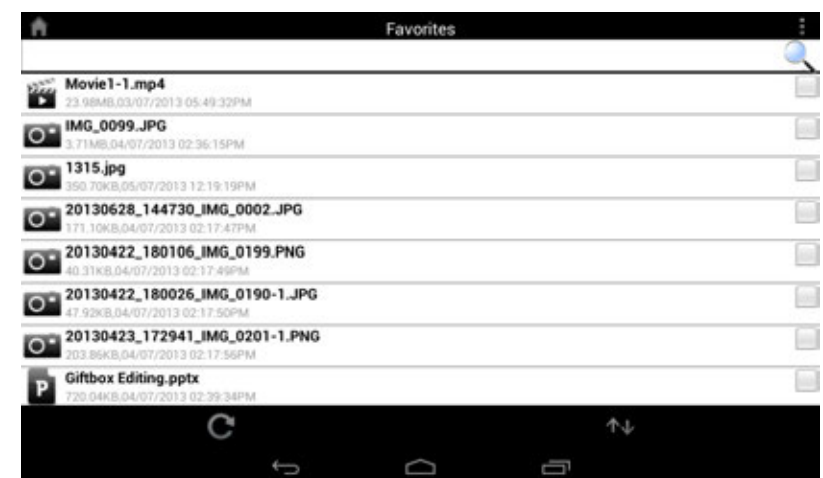 Favorites
Movie1-1.mp4
23.98MB,03/07/2013 05:49:32PM
IMG_0099.JPG
3.71MB,04/07/2013 02:36:15PM
1315.jpg
350.70KB,05/07/2013 12:19:19PM
20130628_144730_IMG_0002.JPG
171.10KB,04/07/2013 02:17:47PM
20130422_180106_IMG_0199.PNG
40.31KB,04/07/2013 02:17:49PM
20130422_180026_IMG_0190-1.JPG
47.92KB,04/07/2013 02:17:50PM
20130423_172941_IMG_0201-1.PNG
203.86KB,04/07/2013 02:17:56PM
P
Giftbox Editing.pptx
720.04KB,04/07/2013 02:39:34PM